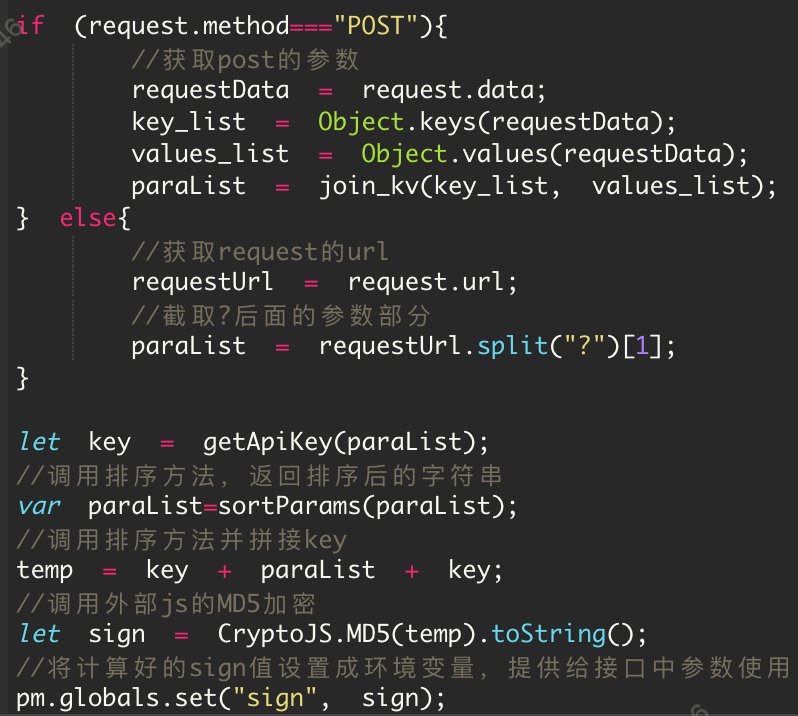 if (request.method==="POST"){
//获取post的参数
requestData = request.data;
key_list = Object.keys(requestData);
values_list = Object.values(requestData);
paraList = join_kv(key_list, values_list);
} else{
//获取request的url
requestUrl = request.url;
//截取?后面的参数部分
paraList = requestUrl.split("?")[1];
}
let key = getApiKey(paraList);
//调用排序方法，返回排序后的字符串
var paraList=sortParams(paraList);
//调用排序方法并拼接key
temp = key + paraList + key;
//调用外部js的MD5加密
let sign = CryptoJS.MD5(temp).toString();
//将计算好的sign值设置成环境变量，提供给接口中参数使用
pm.globals.set("sign", sign);